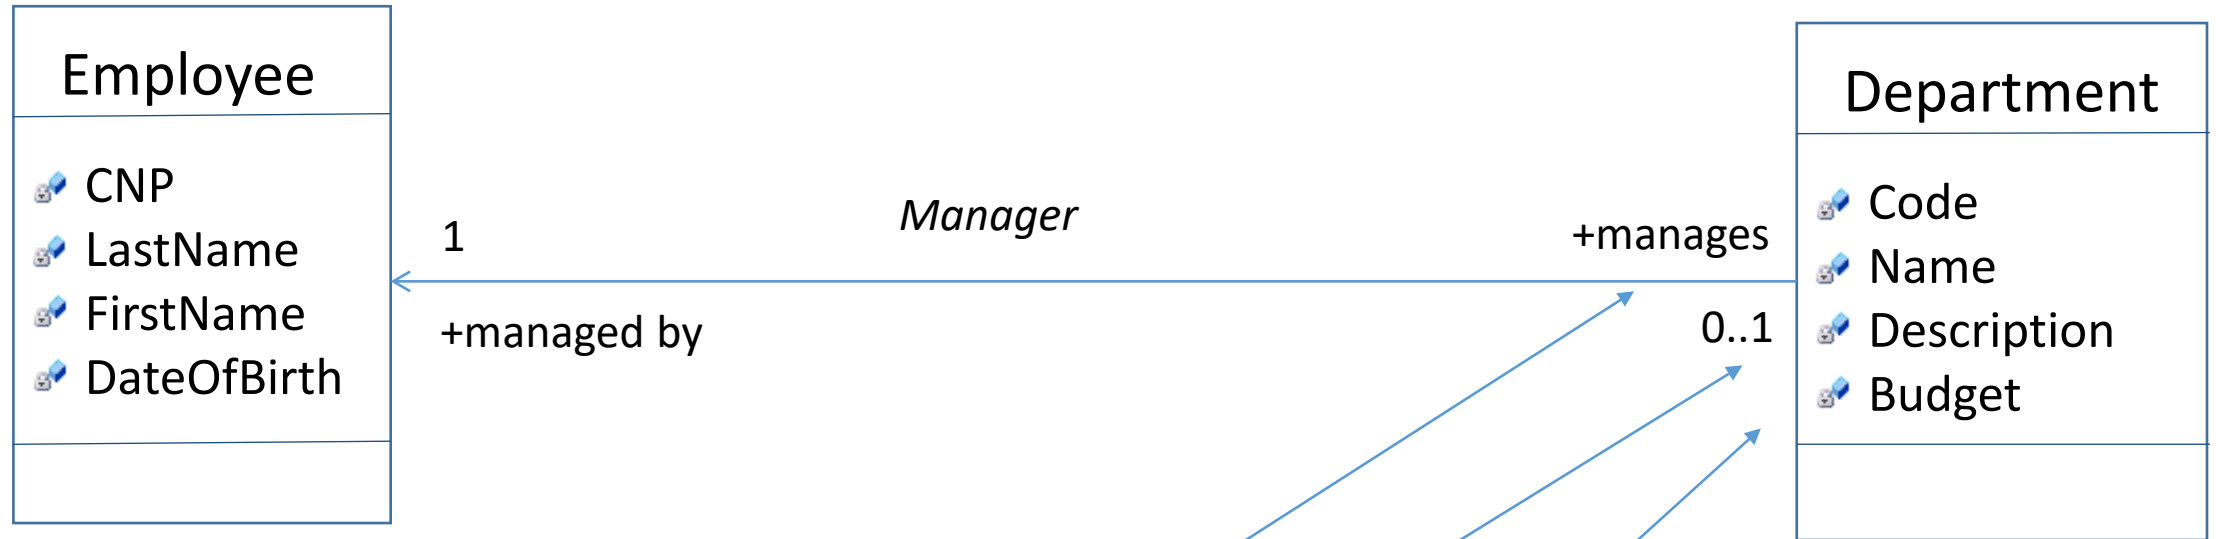 Employee
CNP
LastName
FirstName
DateOfBirth
Manager
1
+managed by
+manages
0..1
Department
Code
Name
Description
Budget